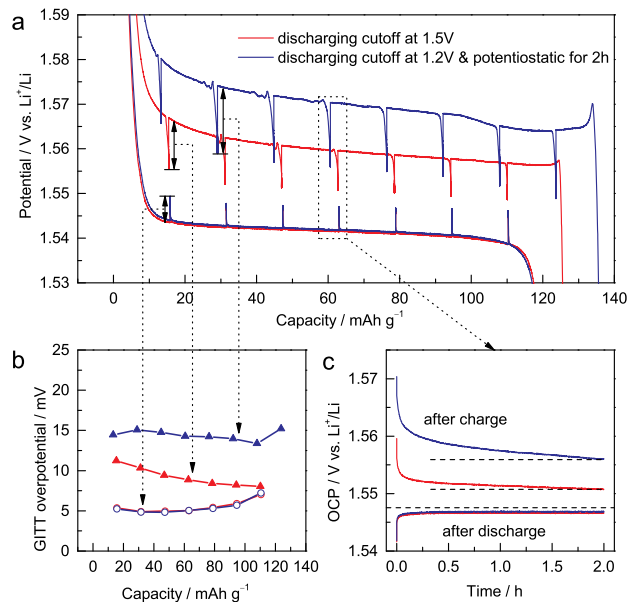 a
discharging cutoff at 1.5V
discharging cutoff at 1.2V & potentiostatic for 2h
Potential / V vs. Li⁺/Li
1.59
1.58
1.57
1.56
1.55
1.54
1.53
0 20 40 60 80 100 120 140
Capacity / mAh g⁻¹
b
GITT overpotential / mV
25
20
15
10
5
0
0 20 40 60 80 100 120 140
Capacity / mAh g⁻¹
c
OCP / V vs. Li⁺/Li
1.57
1.56
1.55
1.54
after charge
after discharge
0.0 0.5 1.0 1.5 2.0
Time / h